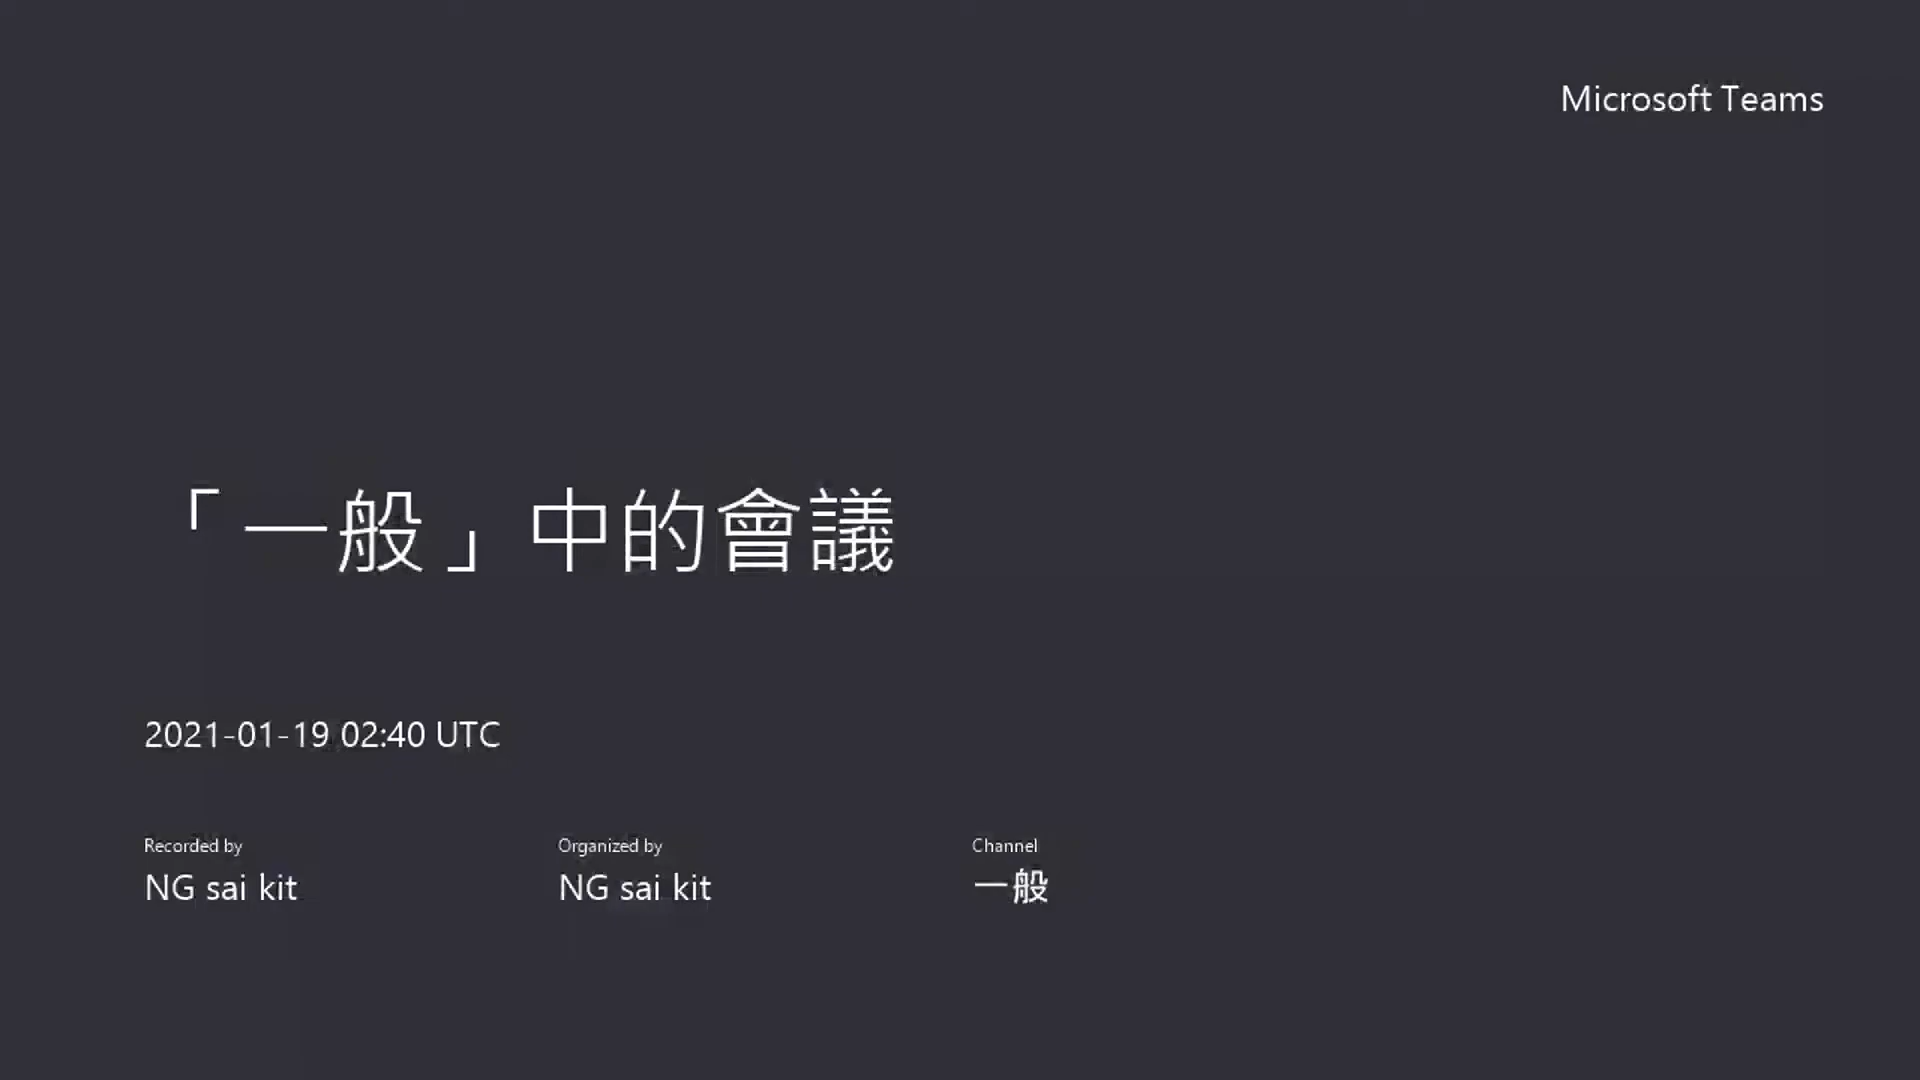 Microsoft Teams
「一般」中的會議
2021-01-19 02:40 UTC
Recorded by
NG sai kit
Organized by
NG sai kit
Channel
一般